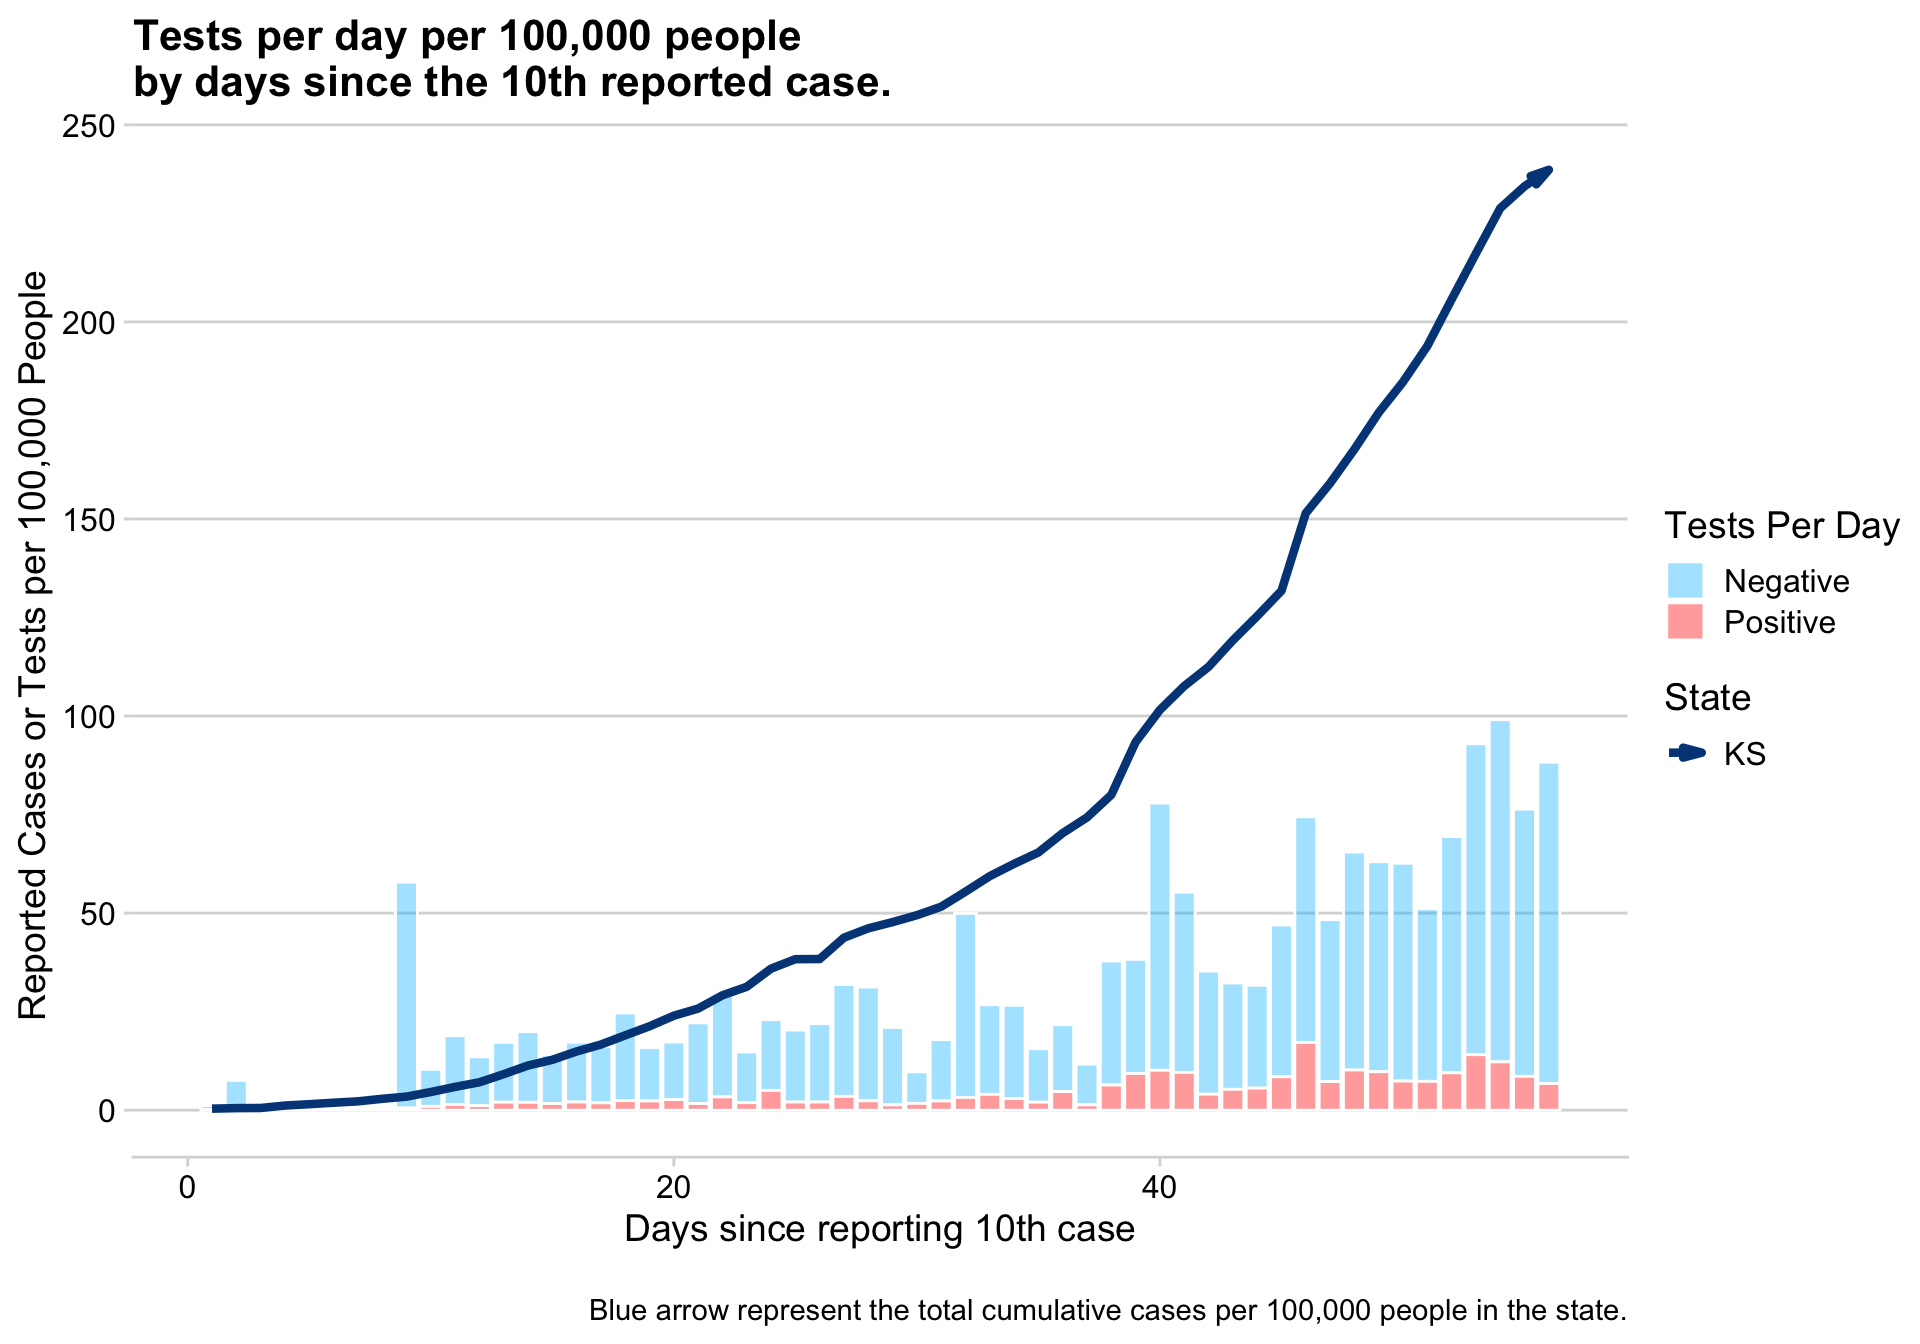 Tests per day per 100,000 people
by days since the 10th reported case.
Reported Cases or Tests per 100,000 People
250
200
150
100
50
0
0
20
40
Days since reporting 10th case
Tests Per Day
Negative
Positive
State
KS
Blue arrow represent the total cumulative cases per 100,000 people in the state.